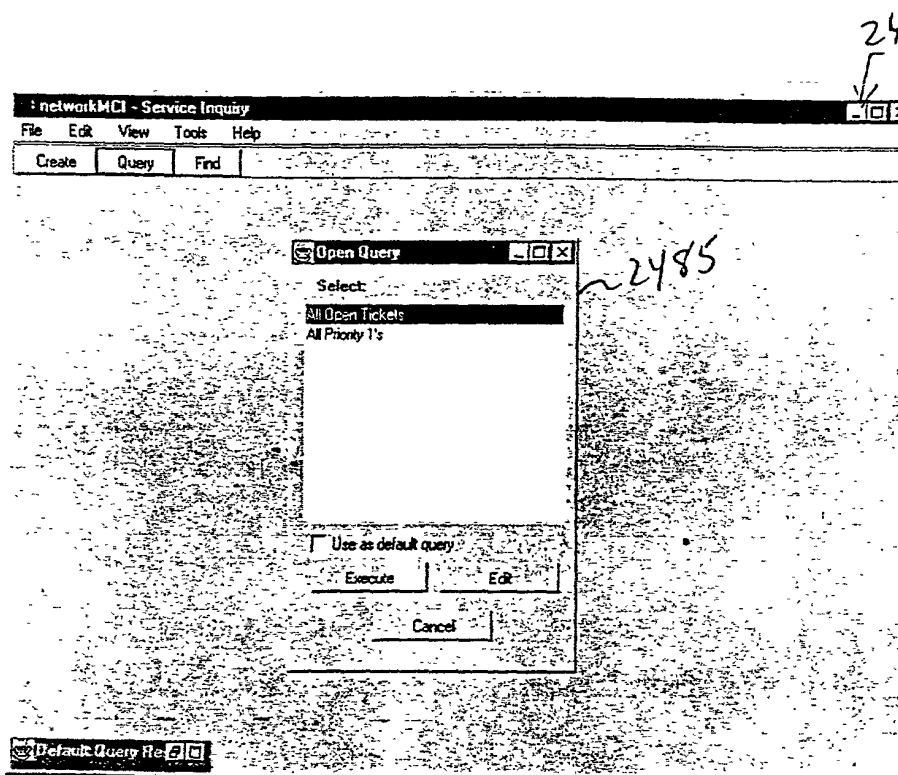 24
networkMCI - Service Inquiry
File Edit View Tools Help
Create Query Find
Open Query
2485
Select:
All Open Tickets
All Priority 1's
Use as default query
Execute Edit
Cancel
Default Query Re